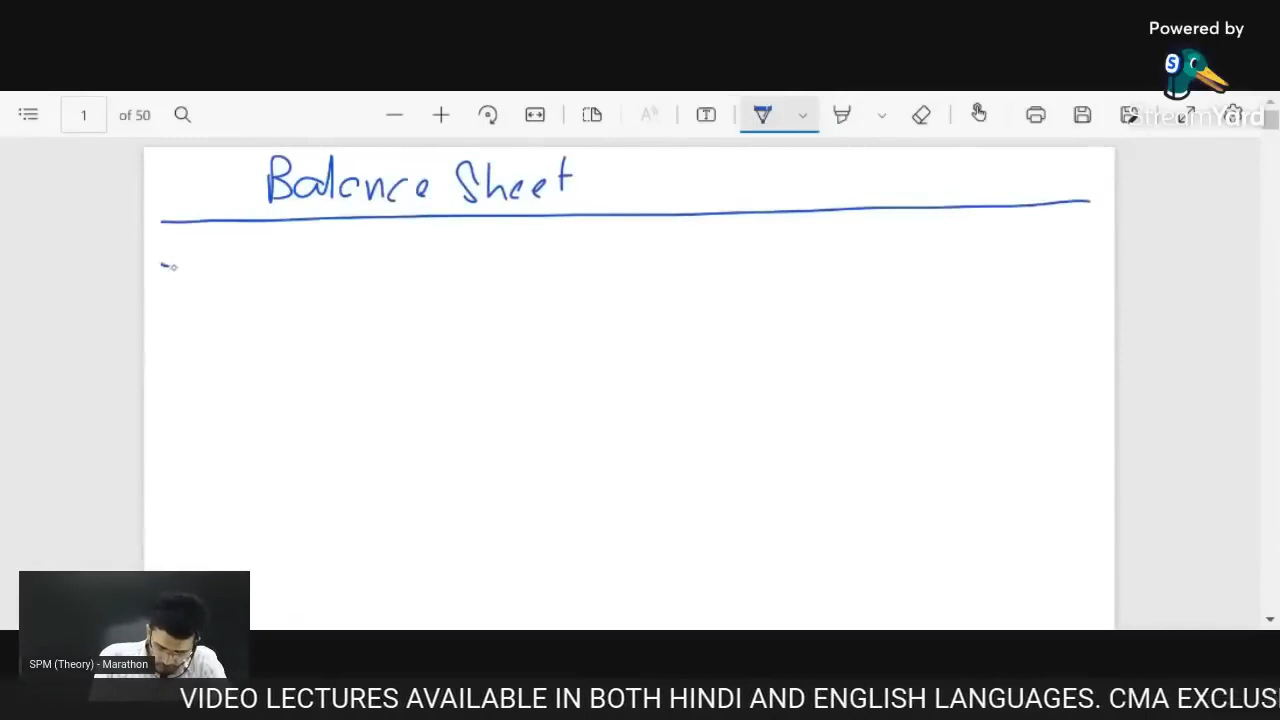 Powered by
StreamYard
1 of 50
Balance Sheet
SPM (Theory) - Marathon
VIDEO LECTURES AVAILABLE IN BOTH HINDI AND ENGLISH LANGUAGES. CMA EXCLUS